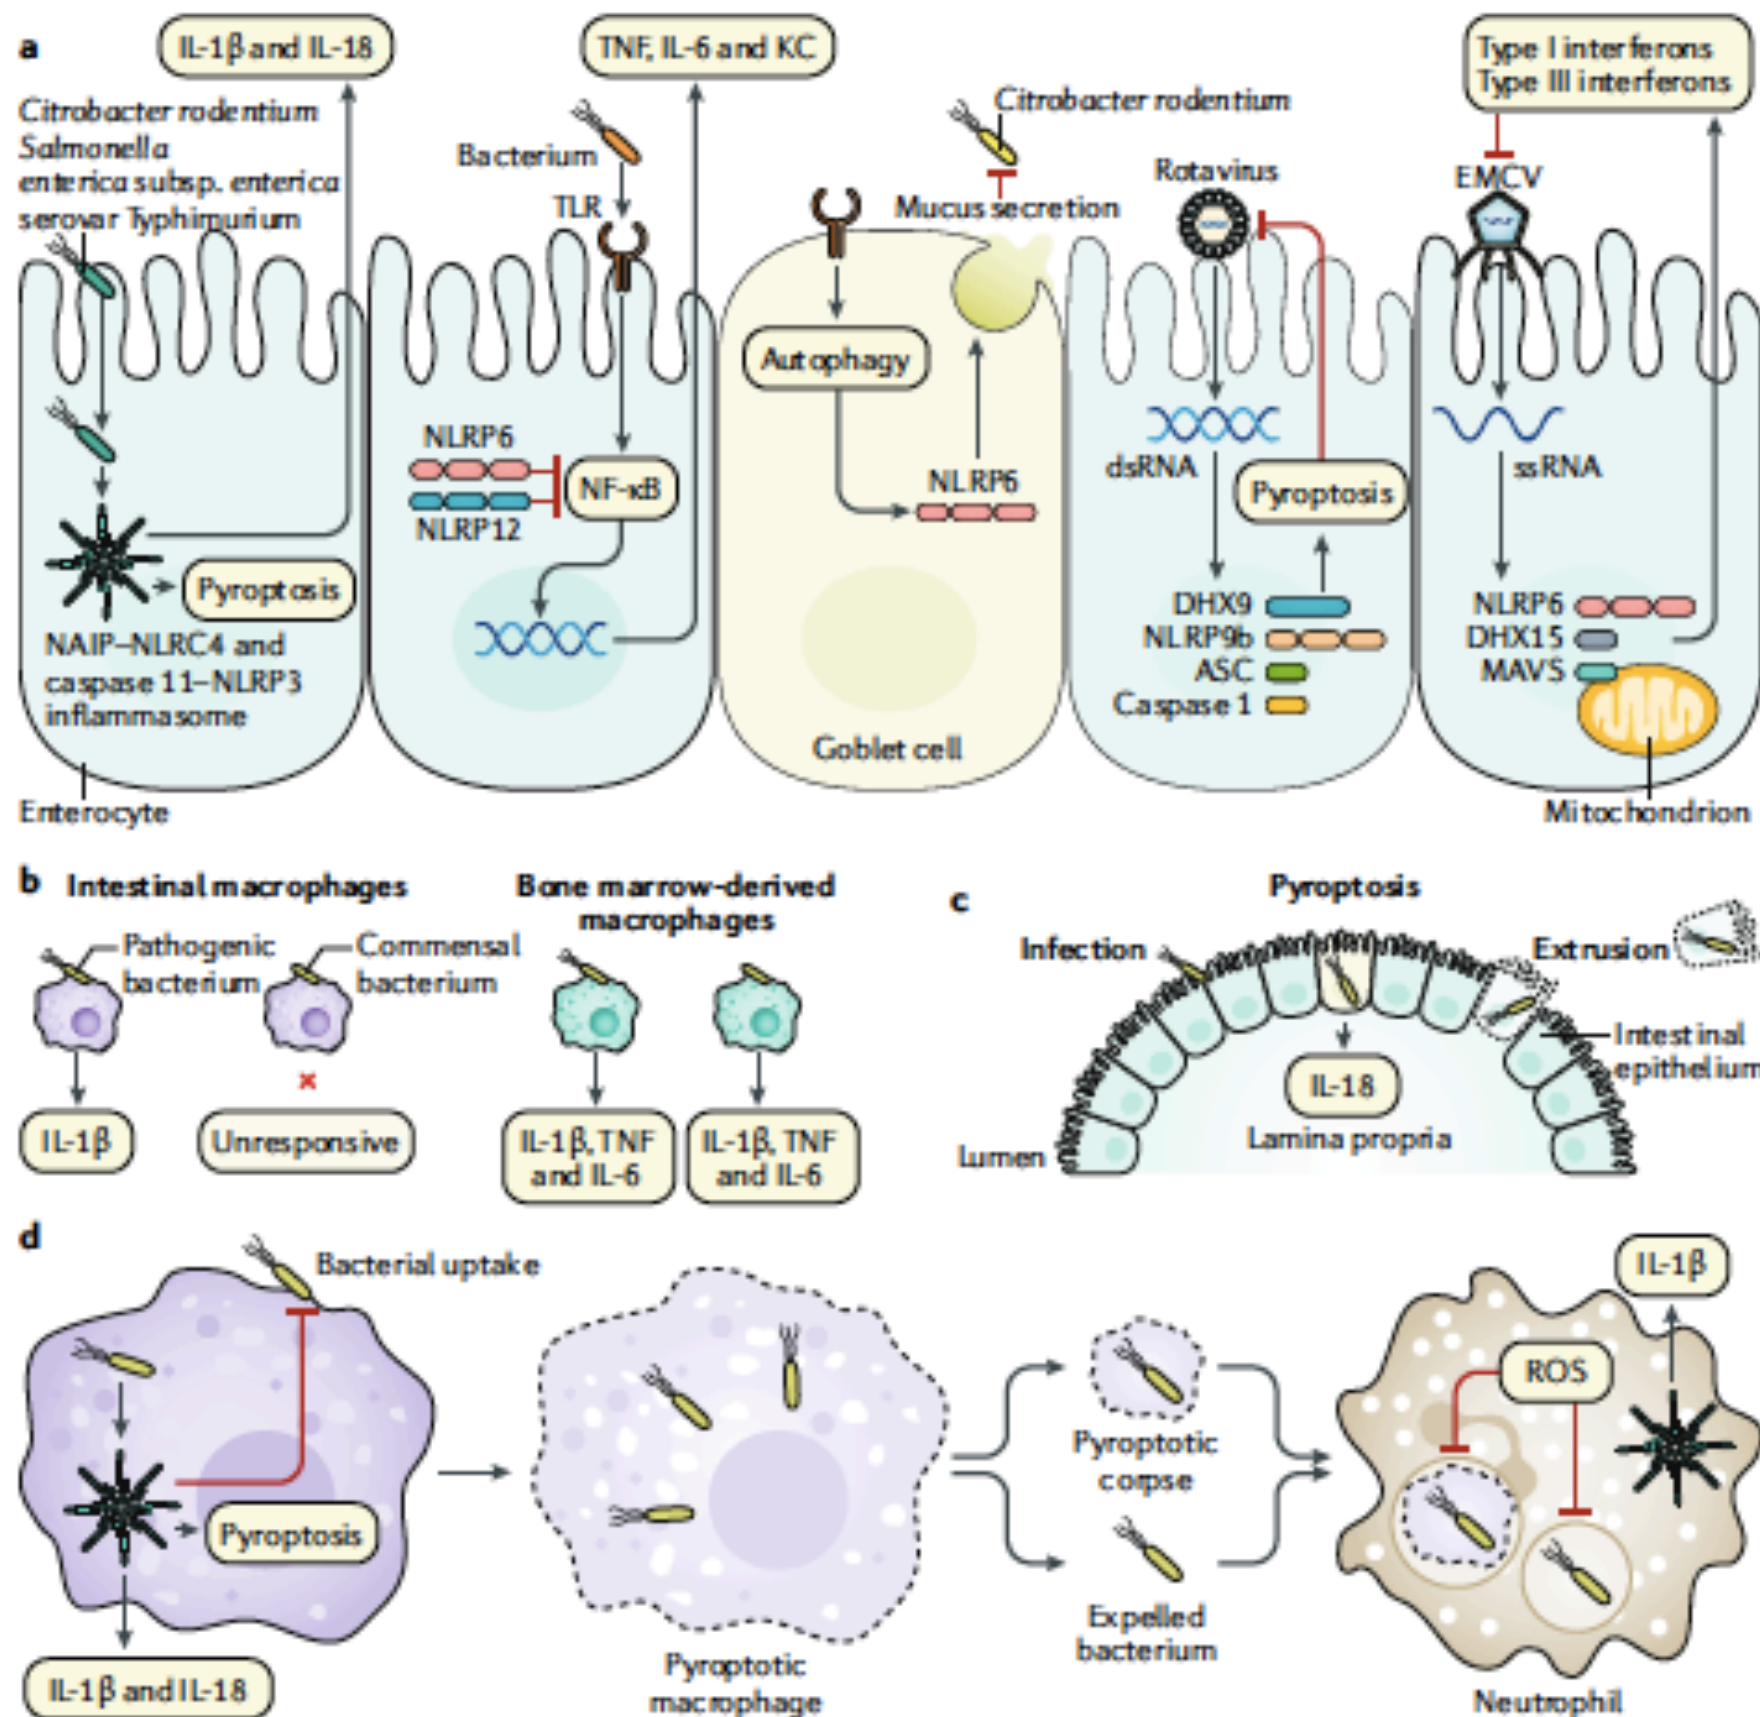 a
IL-1β and IL-18
TNF, IL-6 and KC
Type I interferons
Type III interferons
Citrobacter rodentium
Salmonella
enterica subsp. enterica
serovar Typhimurium
Bacterium
TLR
Citrobacter rodentium
Mucus secretion
Rotavirus
EMCV
Autophagy
NLRP6
NLRP12
NF-κB
NLRP6
dsRNA
Pyroptosis
ssRNA
Pyroptosis
NAIP–NLRC4 and
caspase 11–NLRP3
inflammasome
DHX9
NLRP9b
ASC
Caspase 1
NLRP6
DHX15
MAVS
Goblet cell
Enterocyte
Mitochondrion
b
Intestinal macrophages
Bone marrow-derived
macrophages
Pathogenic
bacterium
Commensal
bacterium
IL-1β
Unresponsive
IL-1β, TNF
and IL-6
IL-1β, TNF
and IL-6
c
Pyroptosis
Infection
Extrusion
Intestinal
epithelium
IL-18
Lamina propria
Lumen
d
Bacterial uptake
Pyroptosis
IL-1β and IL-18
Pyroptotic
macrophage
Pyroptotic
corpse
Expelled
bacterium
IL-1β
ROS
Neutrophil